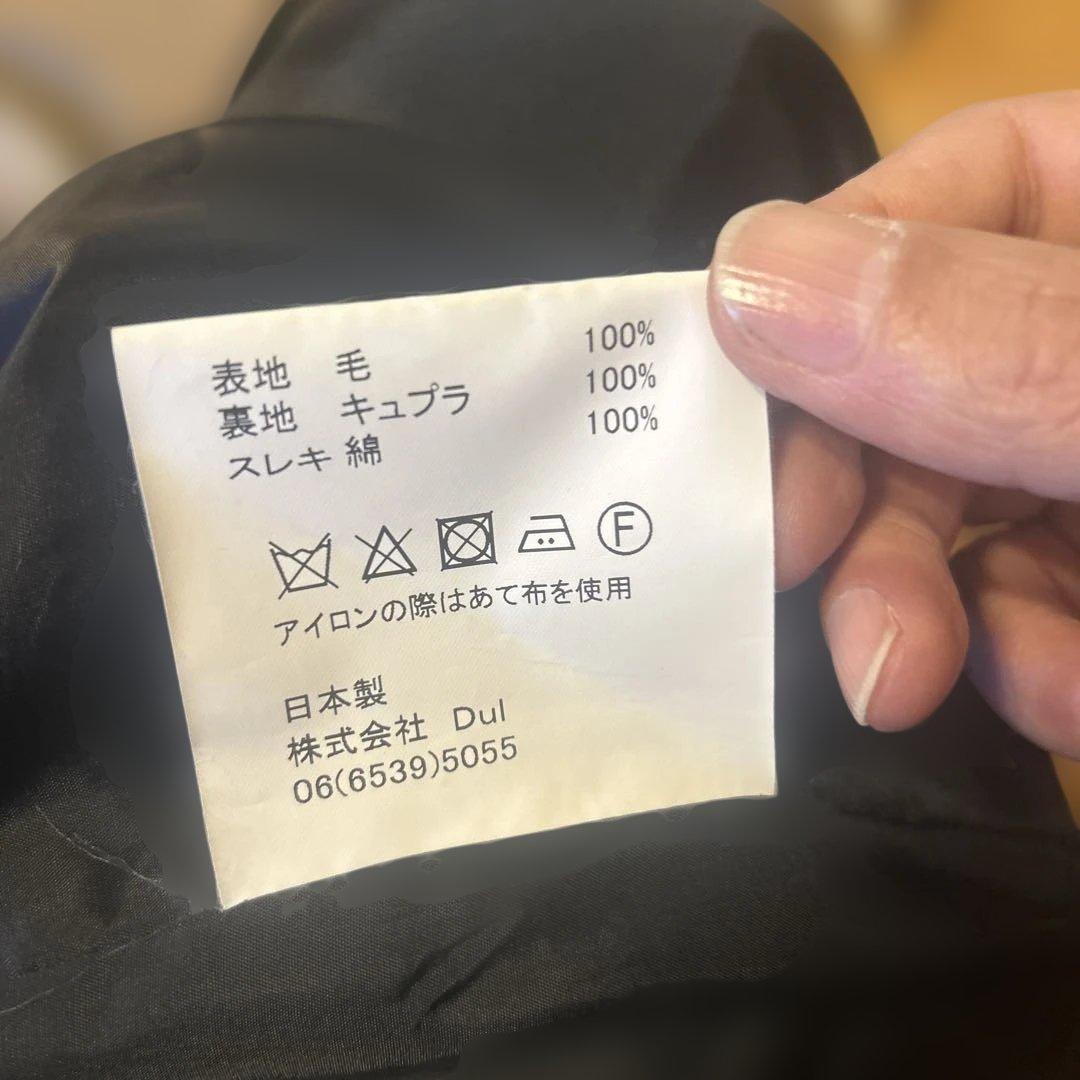 表地 毛 100%
裏地 キュプラ 100%
スレキ 綿 100%
F
アイロンの際はあて布を使用
日本製
株式会社 Dul
06(6539)5055